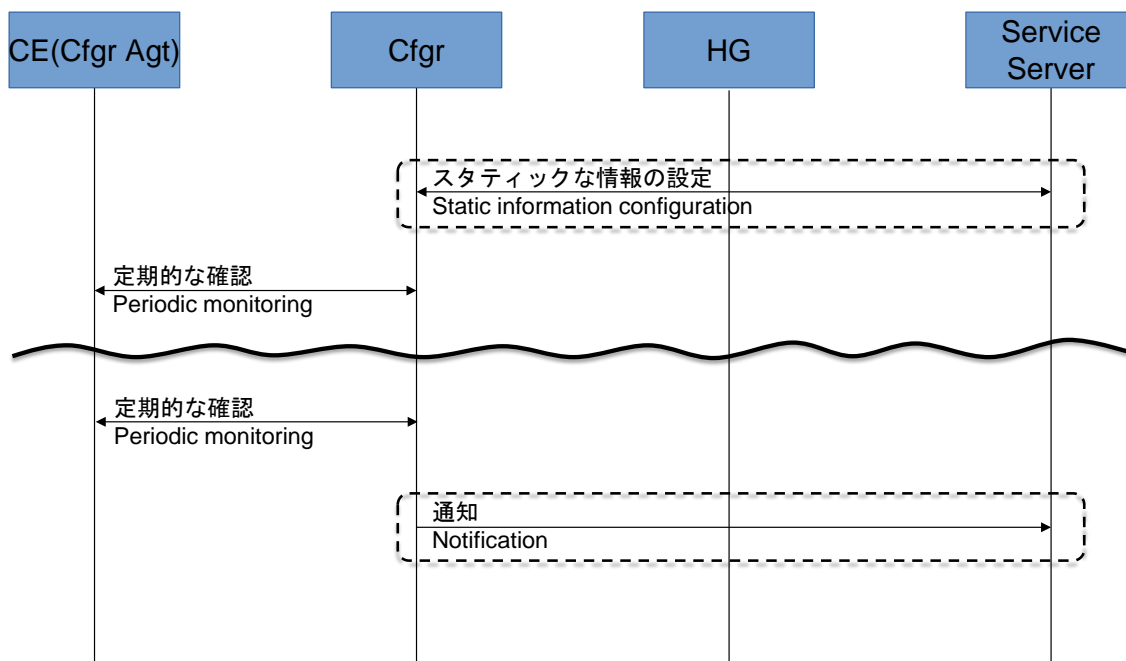 CE(Cfgr Agt)
Cfgr
HG
Service
Server
スタティックな情報の設定
Static information configuration
定期的な確認
Periodic monitoring
定期的な確認
Periodic monitoring
通知
Notification